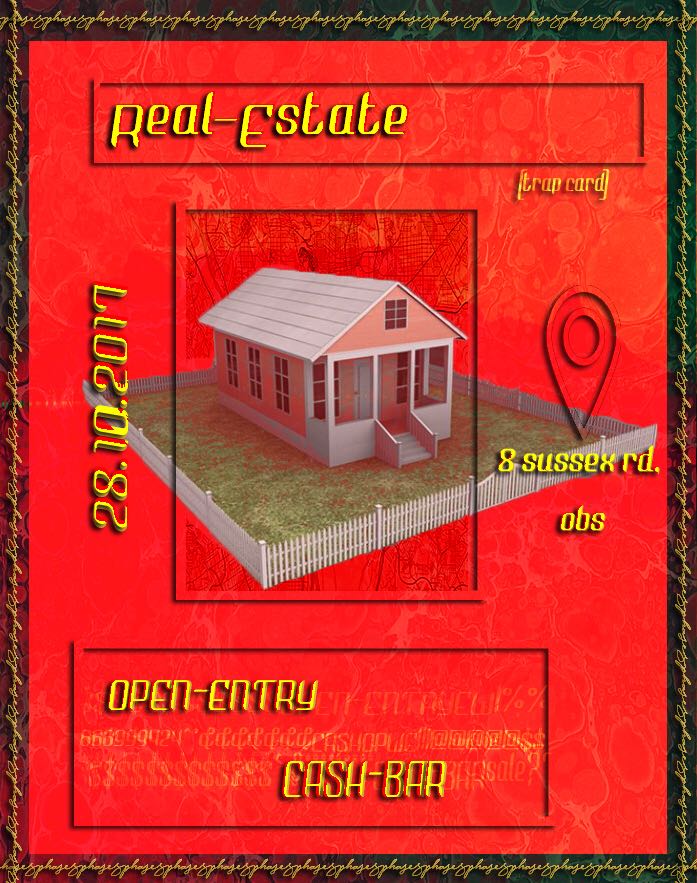 Real-Estate
[trap card]
28.10.2017
8 sussex rd,
obs
OPEN-ENTRY
CASH-BAR